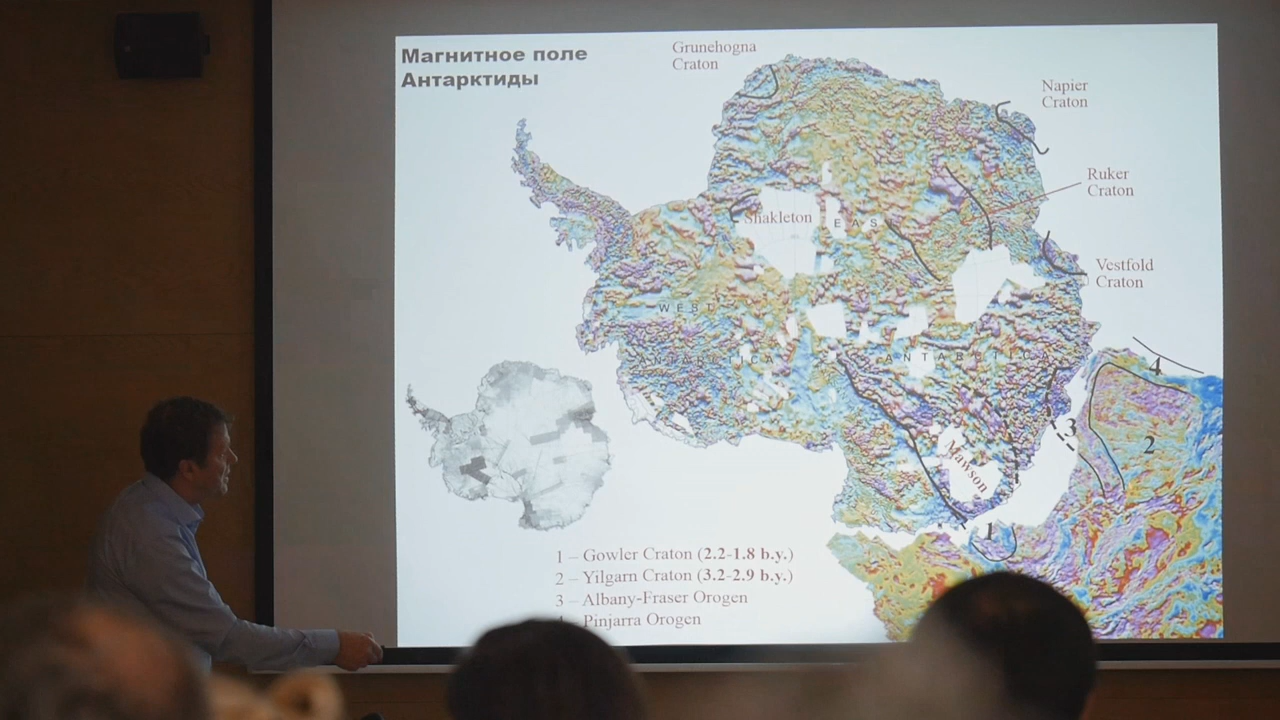 Магнитное поле
Антарктиды
Grunehogna
Craton
Napier
Craton
Ruker
Craton
Shakleton
EAS
Vestfold
Craton
WEST
ANTARCTICA
ANTARCTICA
4
3
2
Mawson
1
1 – Gowler Craton (2.2-1.8 b.y.)
2 – Yilgarn Craton (3.2-2.9 b.y.)
3 – Albany-Fraser Orogen
4 – Pinjarra Orogen